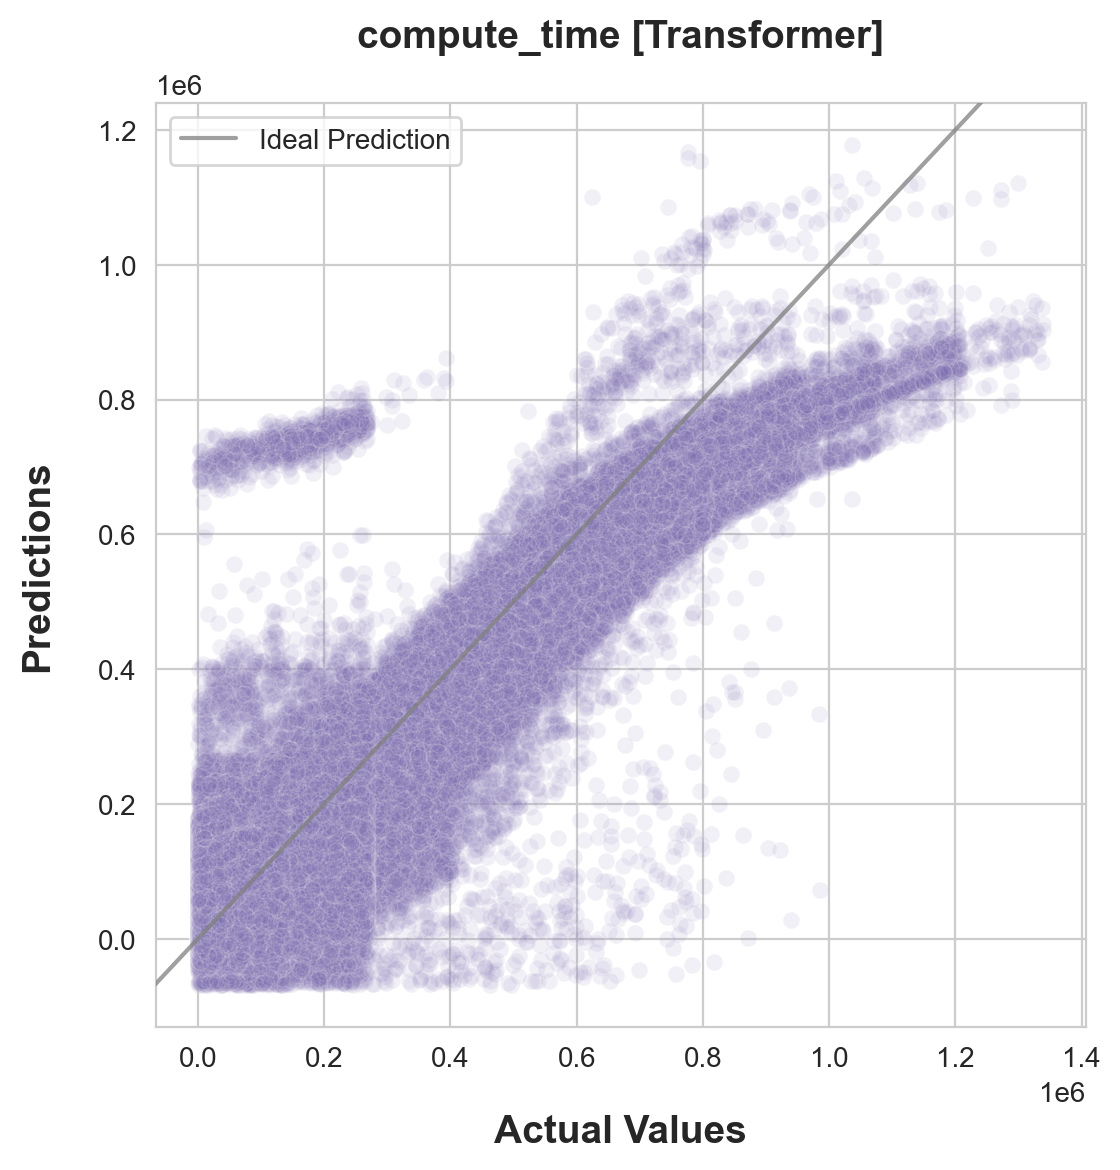 compute_time [Transformer]
1e6
Ideal Prediction
1.2
1.0
0.8
0.6
0.4
0.2
0.0
Predictions
0.0 0.2 0.4 0.6 0.8 1.0 1.2 1.4
1e6
Actual Values